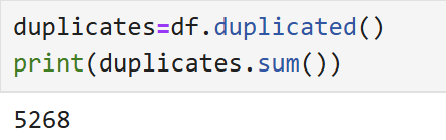 duplicates=df.duplicated()
print(duplicates.sum())
5268